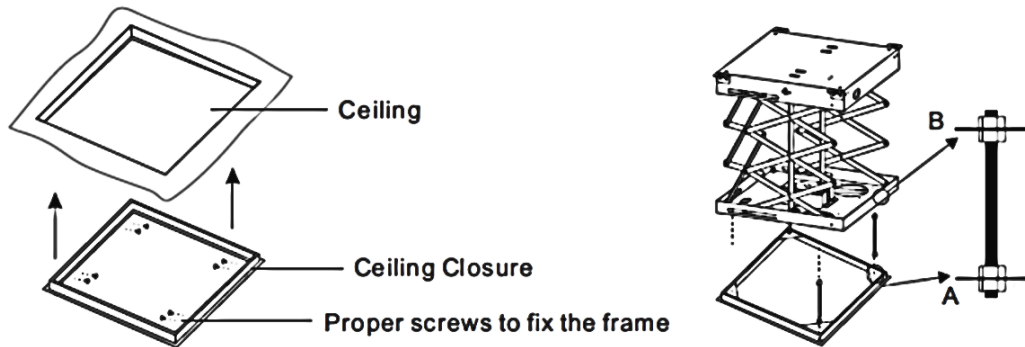 Ceiling
Ceiling Closure
Proper screws to fix the frame
B
A